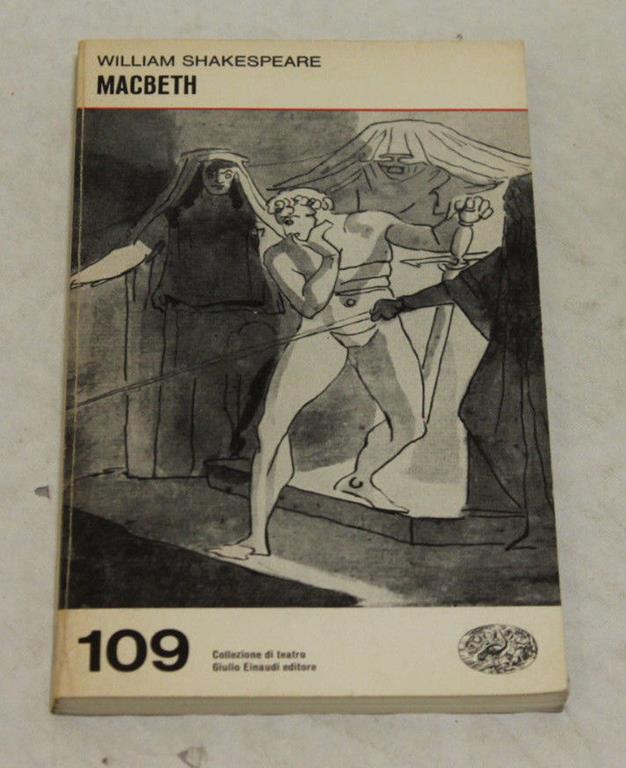 WILLIAM SHAKESPEARE
MACBETH
109
Collezione di teatro
Giulio Einaudi editore